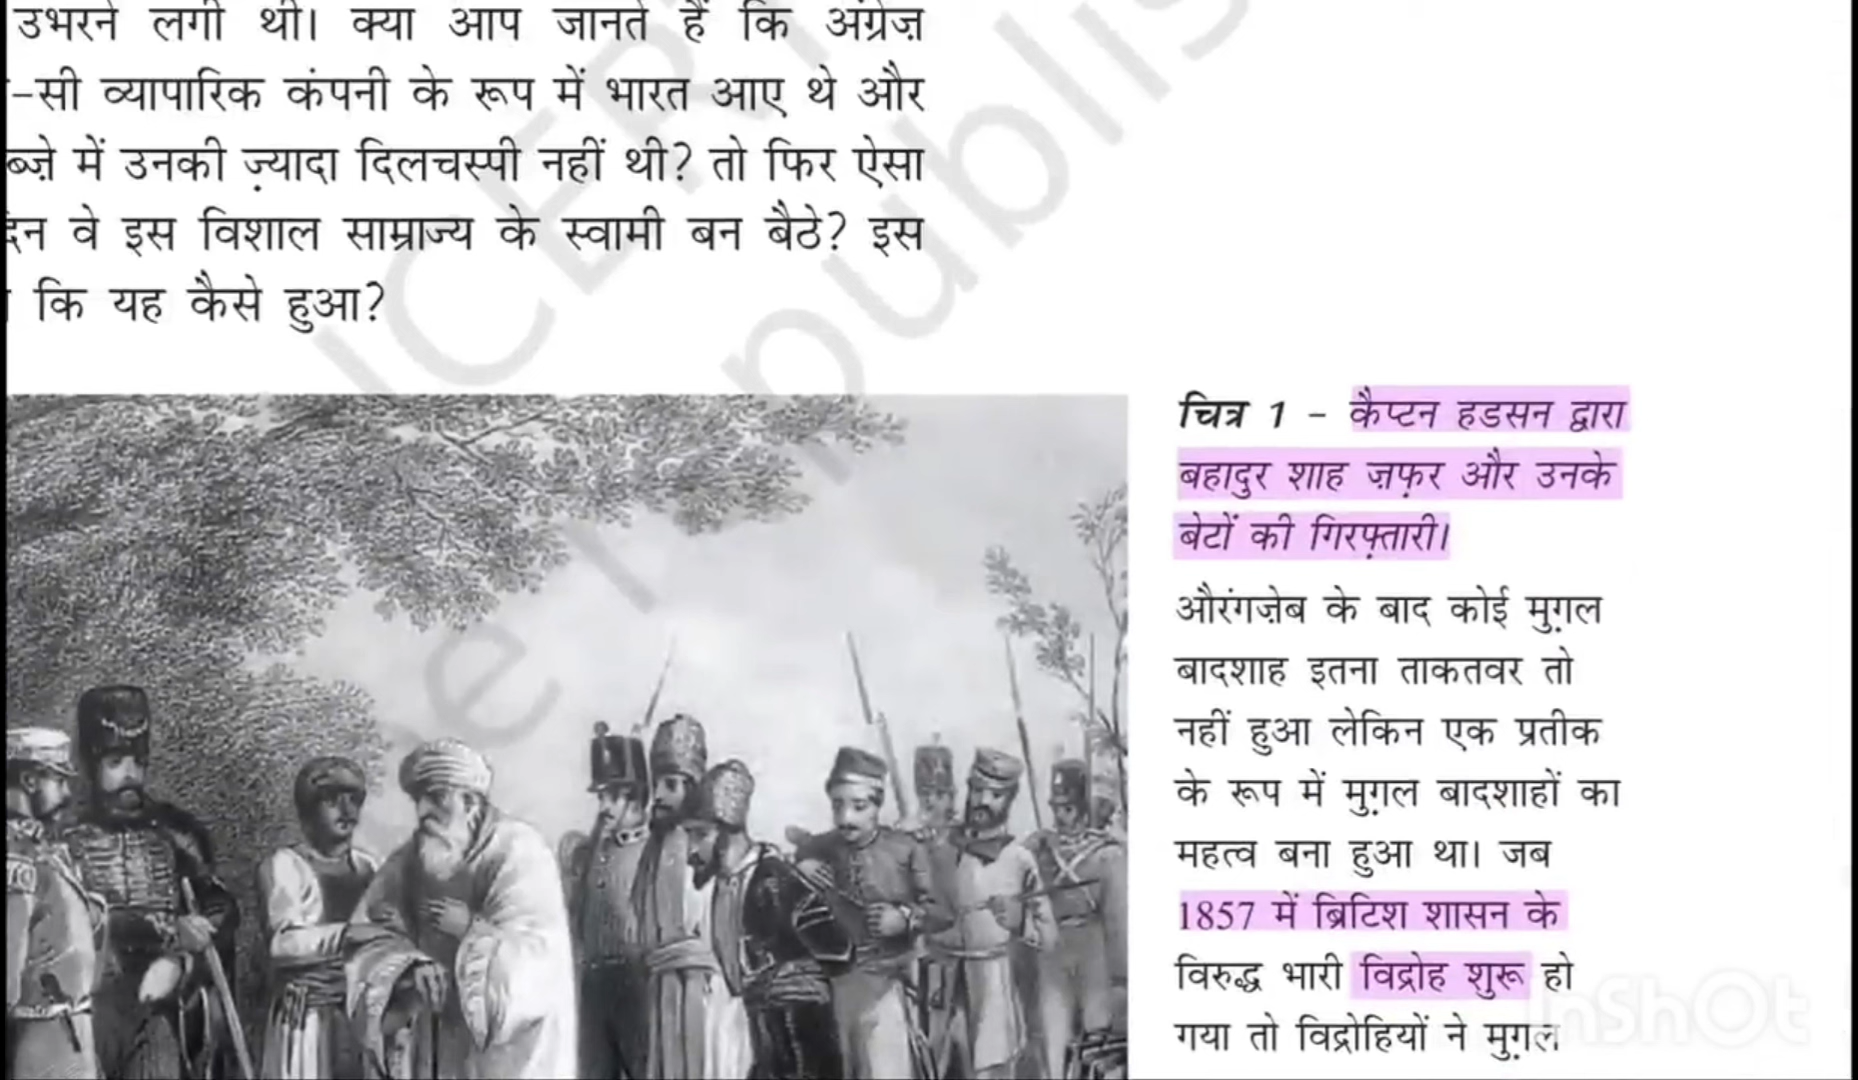 उभरने लगी थी। क्या आप जानते हैं कि अंग्रेज़
-सी व्यापारिक कंपनी के रूप में भारत आए थे और
में उनकी ज़्यादा दिलचस्पी नहीं थी? तो फिर ऐसा
वे इस विशाल साम्राज्य के स्वामी बन बैठे? इस
कि यह कैसे हुआ?
चित्र 1 - कैप्टन हडसन द्वारा
बहादुर शाह ज़फ़र और उनके
बेटों की गिरफ़्तारी।
औरंगज़ेब के बाद कोई मुग़ल
बादशाह इतना ताकतवर तो
नहीं हुआ लेकिन एक प्रतीक
के रूप में मुग़ल बादशाहों का
महत्व बना हुआ था। जब
1857 में ब्रिटिश शासन के
विरुद्ध भारी विद्रोह शुरू हो
गया तो विद्रोहियों ने मुग़ल
InShOt